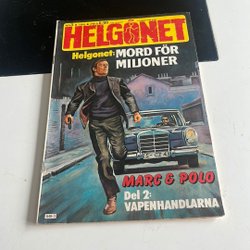 HELGONET
Helgonet: MORD FÖR
MILJONER
MARC & POLO
Del 2:
VAPENHANDLARNA